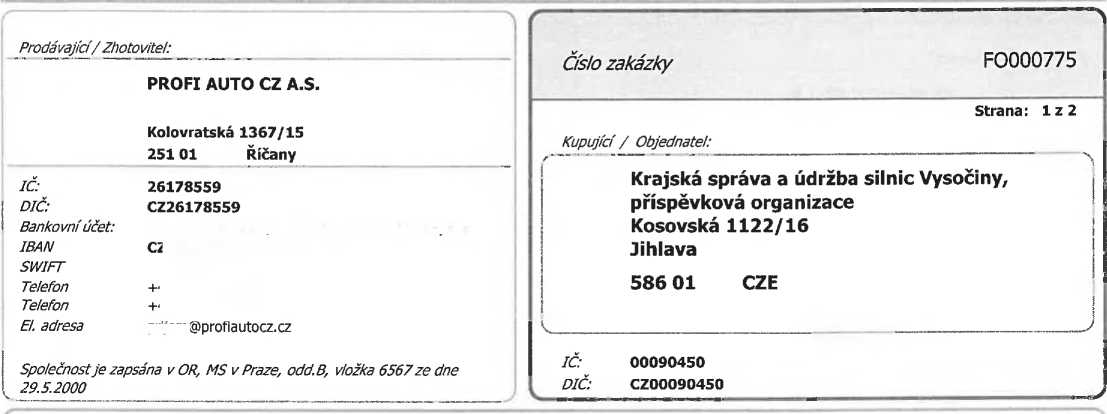 Prodávající / Zhotovitel:
PROFI AUTO CZ A.S.
Kolovratská 1367/15
251 01 Říčany
IČ: 26178559
DIČ: CZ26178559
Bankovní účet:
IBAN CZ
SWIFT
Telefon +
Telefon +
El. adresa @profiautocz.cz
Společnost je zapsána v OR, MS v Praze, odd.B, vložka 6567 ze dne
29.5.2000
Číslo zakázky FO000775
Strana: 1 z 2
Kupující / Objednatel:
Krajská správa a údržba silnic Vysočiny,
příspěvková organizace
Kosovská 1122/16
Jihlava
586 01 CZE
IČ: 00090450
DIČ: CZ00090450